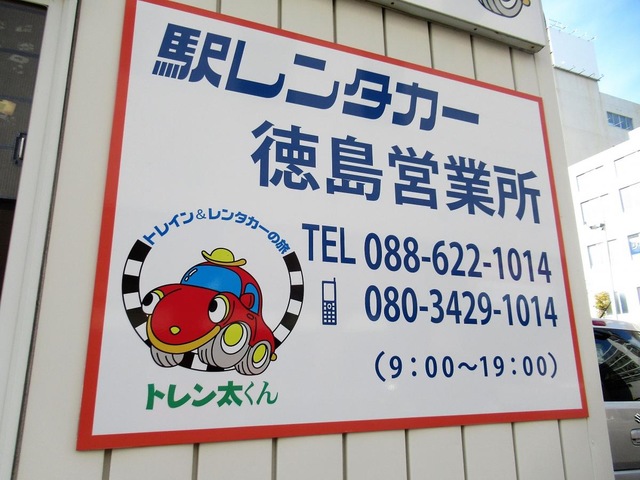 駅レンタカー
徳島営業所
トレイン&レンタカーの旅
TEL 088-622-1014
080-3429-1014
(9:00〜19:00)
トレン太くん